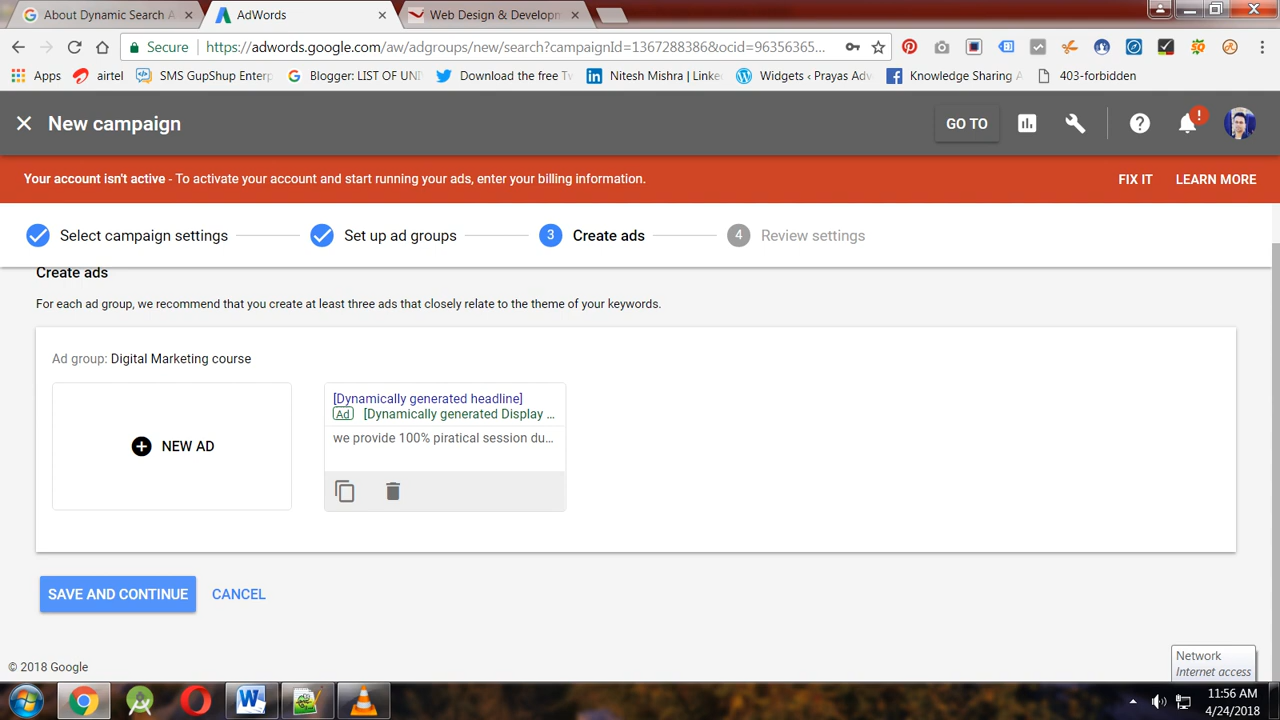 About Dynamic Search A
AdWords
Web Design & Developn
Secure
https://adwords.google.com/aw/adgroups/new/search?campaignId=1367288386&ocid=96356365...
Apps
airtel
SMS GupShup Enterp
Blogger: LIST OF UNI
Download the free Tw
Nitesh Mishra | Linke
Widgets ‹ Prayas Adv
Knowledge Sharing A
403-forbidden
New campaign
GO TO
Your account isn't active - To activate your account and start running your ads, enter your billing information.
FIX IT
LEARN MORE
Select campaign settings
Set up ad groups
3
Create ads
4
Review settings
Create ads
For each ad group, we recommend that you create at least three ads that closely relate to the theme of your keywords.
Ad group: Digital Marketing course
NEW AD
[Dynamically generated headline]
Ad [Dynamically generated Display ...
we provide 100% piratical session du...
SAVE AND CONTINUE
CANCEL
© 2018 Google
Network
Internet access
11:56 AM
4/24/2018